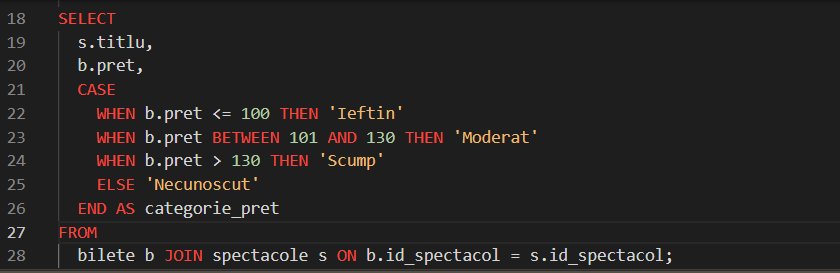 18 SELECT
19 s.titlu,
20 b.pret,
21 CASE
22 WHEN b.pret <= 100 THEN 'Ieftin'
23 WHEN b.pret BETWEEN 101 AND 130 THEN 'Moderat'
24 WHEN b.pret > 130 THEN 'Scump'
25 ELSE 'Necunoscut'
26 END AS categorie_pret
27 FROM
28 bilete b JOIN spectacole s ON b.id_spectacol = s.id_spectacol;